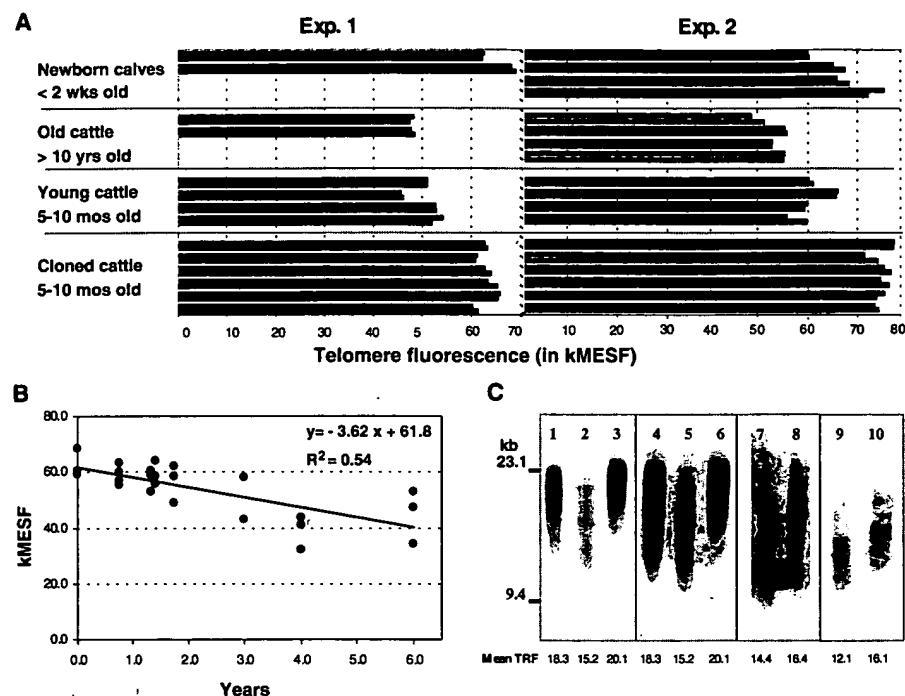 A
Exp. 1
Exp. 2
Newborn calves
< 2 wks old
Old cattle
> 10 yrs old
Young cattle
5-10 mos old
Cloned cattle
5-10 mos old
0 10 20 30 40 5 60 70 10 20 30 40 50 60 70 80
Telomere fluorescence (in kMESF)
B
80.0
60.0
40.0
20.0
0.0
kMESF
y= - 3.62 x + 61.8
R2 = 0.54
0.0 1.0 2.0 3.0 4.0 5.0 6.0
Years
C
kb
23.1
9.4
1 2 3 4 5 6 7 8 9 10
Mean TRF 18.3 15.2 20.1 18.3 15.2 20.1 14.4 16.4 12.1 16.1